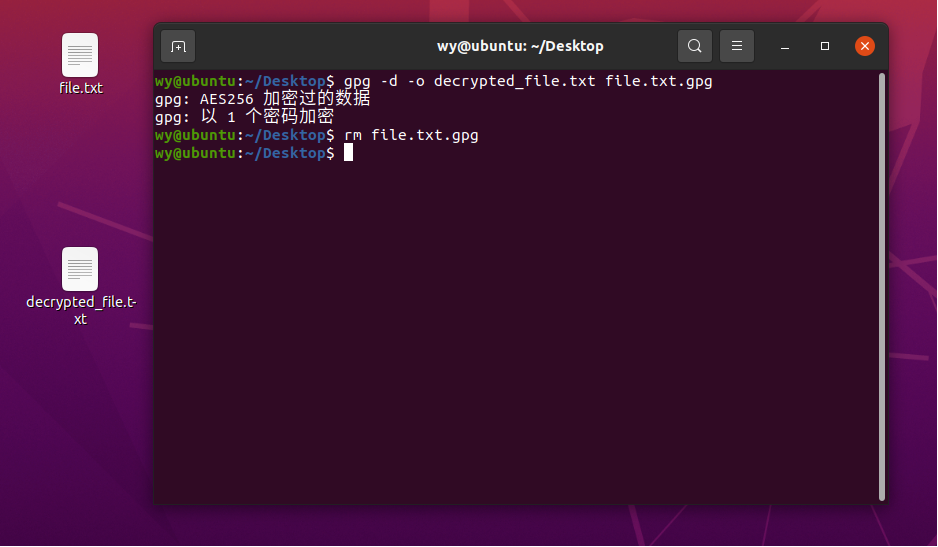 wy@ubuntu: ~/Desktop
file.txt
decrypted_file.t-
xt
wy@ubuntu:~/Desktop$ gpg -d -o decrypted_file.txt file.txt.gpg
gpg: AES256 加密过的数据
gpg: 以 1 个密码加密
wy@ubuntu:~/Desktop$ rm file.txt.gpg
wy@ubuntu:~/Desktop$